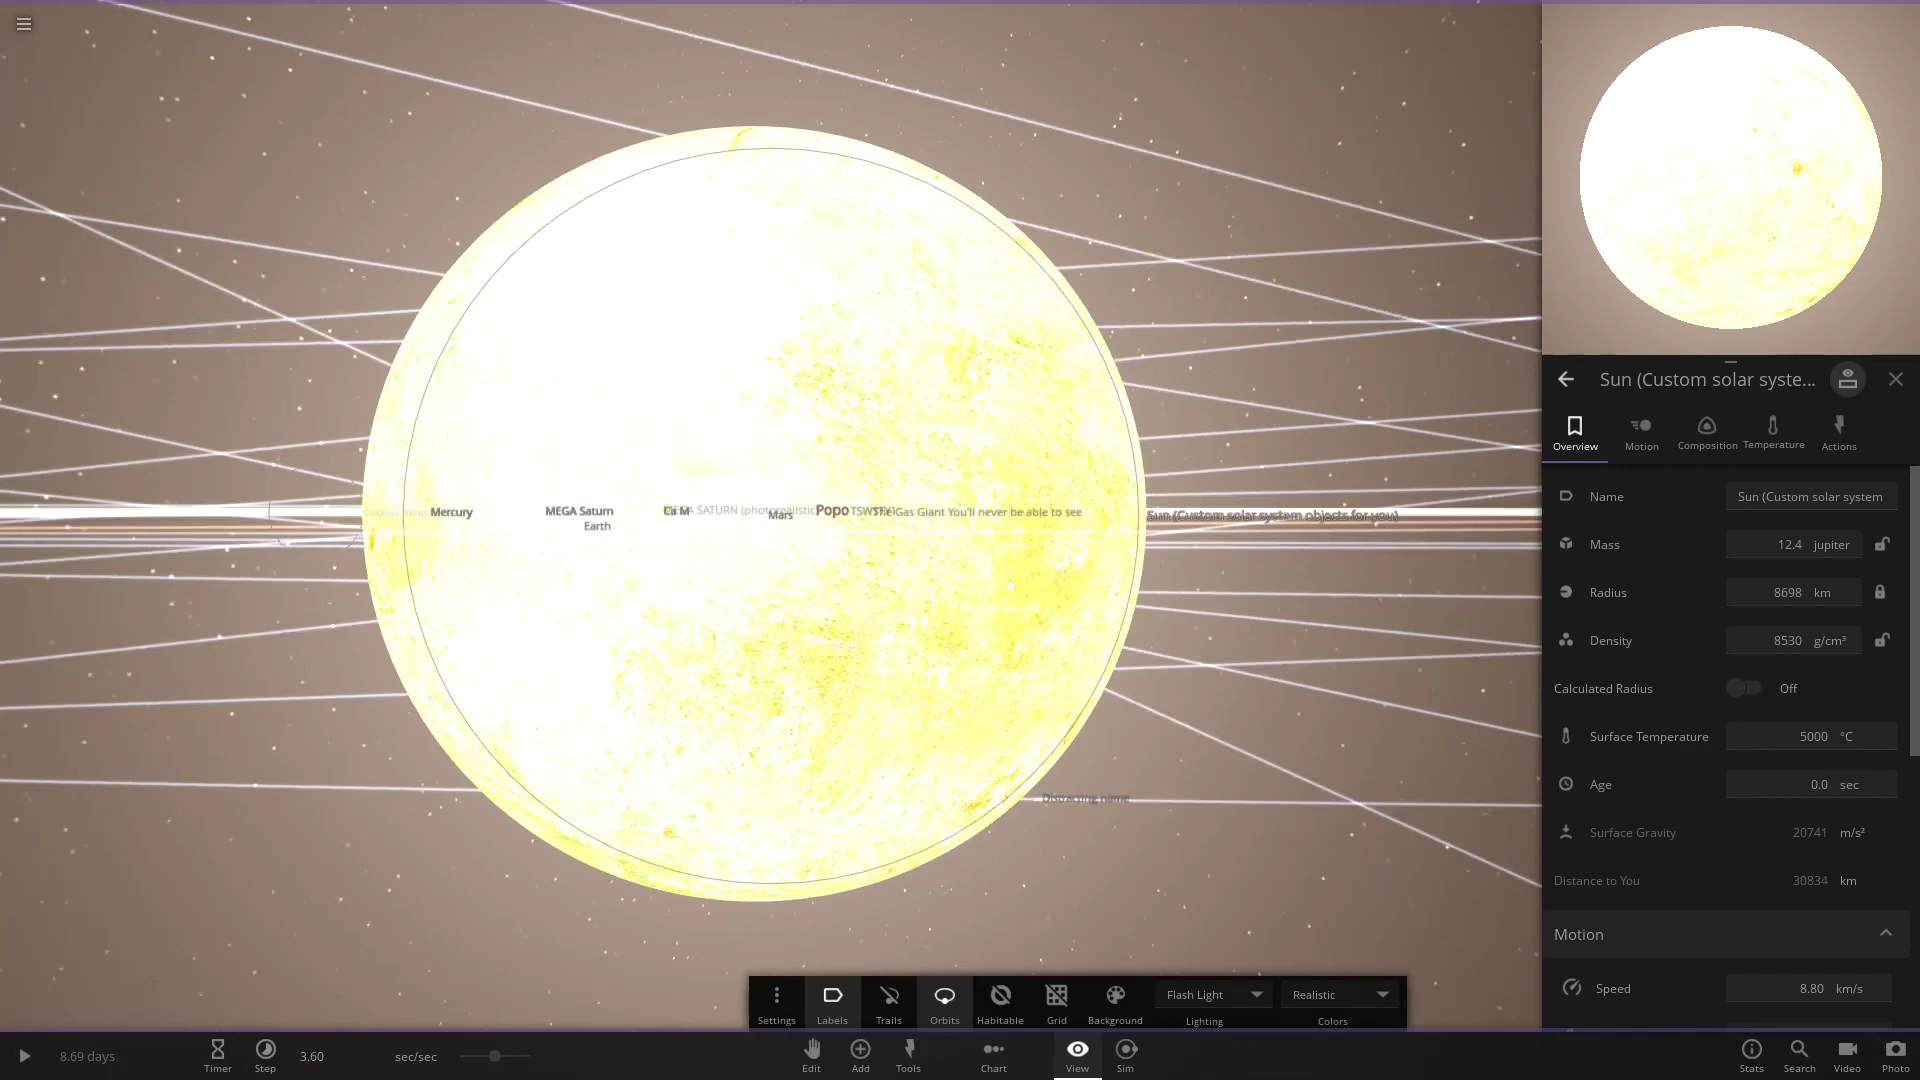 Sun (Custom solar syste...
Overview
Motion
Composition
Temperature
Actions
Name
Sun (Custom solar system
Mass
12.4 jupiter
Radius
8698 km
Density
8530 g/cm³
Calculated Radius
Off
Surface Temperature
5000 °C
Age
0.0 sec
Surface Gravity
20741 m/s²
Distance to You
30834 km
Motion
Speed
8.80 km/s
Mercury
MEGA Saturn
Earth
SATURN (photorealistic)
Mars
Popo
Gas Giant You'll never be able to see
Sun (Custom solar system objects for you)
Distracting name
Settings
Labels
Trails
Orbits
Habitable
Grid
Background
Flash Light
Lighting
Realistic
Colors
8.69 days
Timer
Step
3.60
sec/sec
Edit
Add
Tools
Chart
View
Sim
Stats
Search
Video
Photo